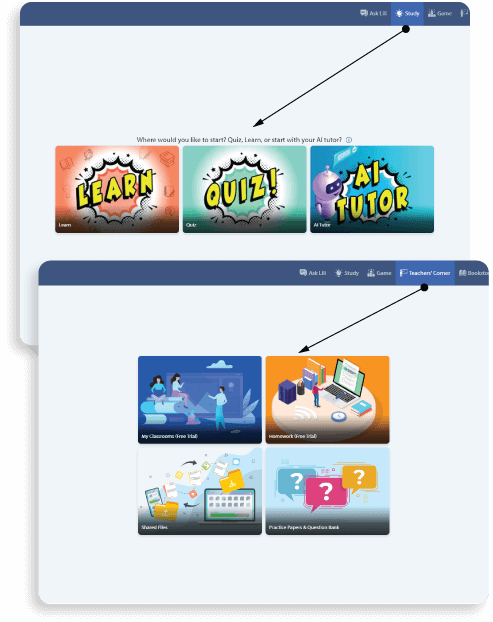 Ask Lili Study Game
Where would you like to start? Quiz, Learn, or start with your AI tutor?
LEARN
Learn
QUIZ!
Quiz
AI
TUTOR
AI Tutor
Ask Lili Study Game Teachers' Corner
My Classrooms (Free Trial)
Homework (Free Trial)
Shared Files
? ? ?
Practice Papers & Question Bank